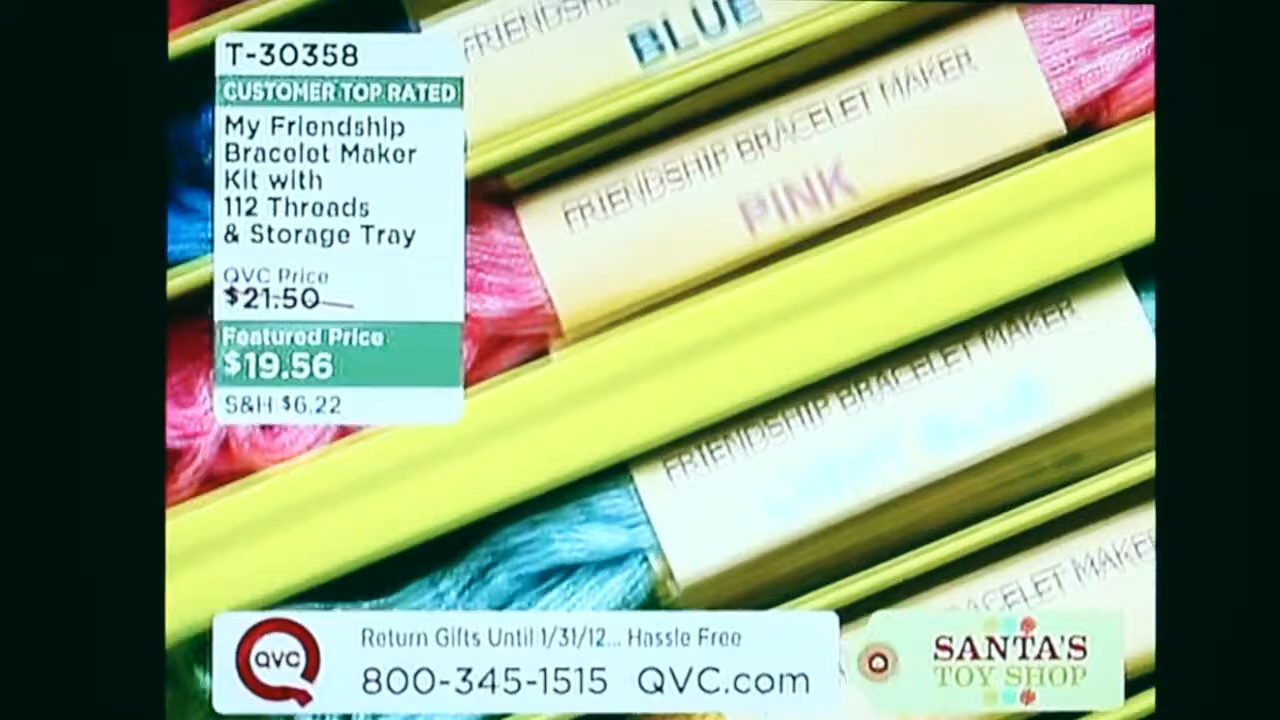 T-30358
CUSTOMER TOP RATED
My Friendship
Bracelet Maker
Kit with
112 Threads
& Storage Tray
QVC Price
$21.50
Featured Price
$19.56
S&H $6.22
BLUE
FRIENDSHIP BRACELET MAKER
PINK
FRIENDSHIP BRACELET MAKER
BLUE
BRACELET MAKER
QVC
Return Gifts Until 1/31/12... Hassle Free
800-345-1515 QVC.com
SANTA'S
TOY SHOP